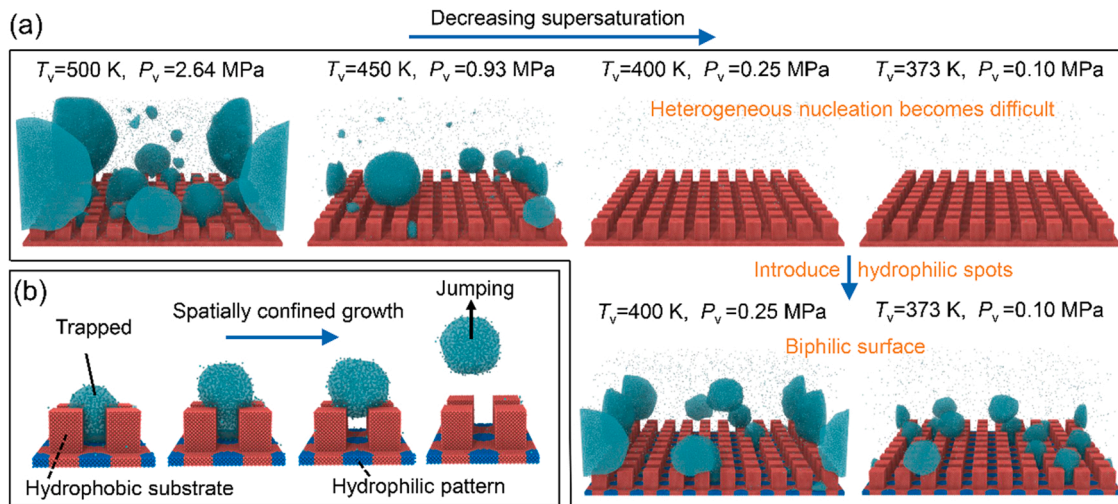 (a)
Decreasing supersaturation
Tv=500 K, Pv=2.64 MPa
Tv=450 K, Pv=0.93 MPa
Tv=400 K, Pv=0.25 MPa
Tv=373 K, Pv=0.10 MPa
Heterogeneous nucleation becomes difficult
Introduce hydrophilic spots
Tv=400 K, Pv=0.25 MPa
Tv=373 K, Pv=0.10 MPa
Biphilic surface
(b)
Trapped
Spatially confined growth
Jumping
Hydrophobic substrate
Hydrophilic pattern